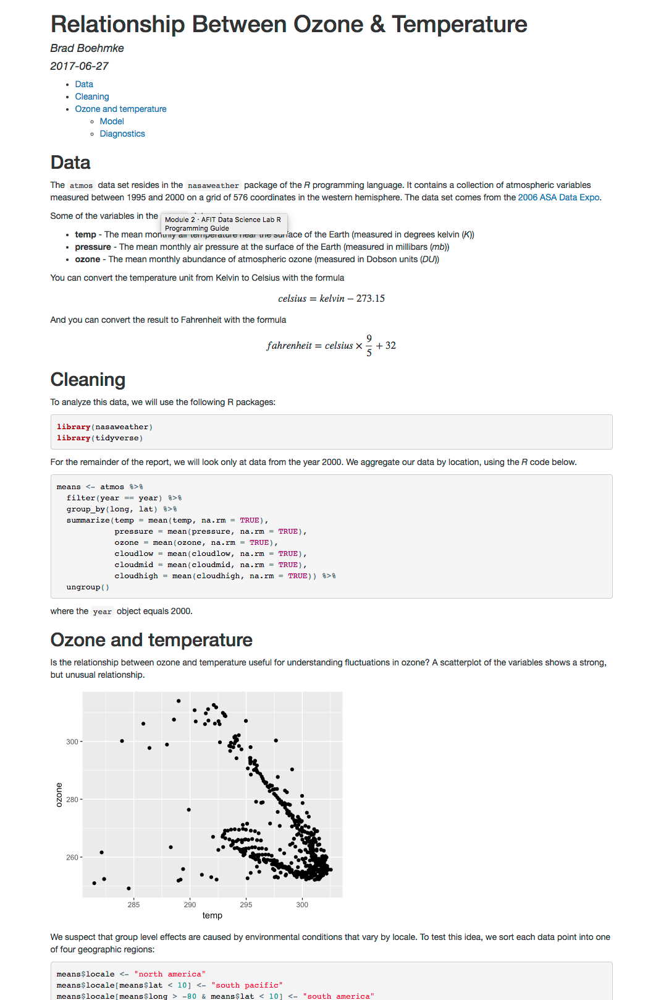 Relationship Between Ozone & Temperature
Brad Boehmke
2017-06-27
• Data
• Cleaning
• Ozone and temperature
◦ Model
◦ Diagnostics
Data
The atmos data set resides in the nasaweather package of the R programming language. It contains a collection of atmospheric variables
measured between 1995 and 2000 on a grid of 576 coordinates in the western hemisphere. The data set comes from the 2006 ASA Data Expo.
Some of the variables in the
Module 2 · AFIT Data Science Lab R
Programming Guide
• temp - The mean monthly air temperature near the surface of the Earth (measured in degrees kelvin (K))
• pressure - The mean monthly air pressure at the surface of the Earth (measured in millibars (mb))
• ozone - The mean monthly abundance of atmospheric ozone (measured in Dobson units (DU))
You can convert the temperature unit from Kelvin to Celsius with the formula
celsius = kelvin − 273.15
And you can convert the result to Fahrenheit with the formula
fahrenheit = celsius × 9/5 + 32
Cleaning
To analyze this data, we will use the following R packages:
library(nasaweather)
library(tidyverse)
For the remainder of the report, we will look only at data from the year 2000. We aggregate our data by location, using the R code below.
means <- atmos %>%
  filter(year == year) %>%
  group_by(long, lat) %>%
  summarize(temp = mean(temp, na.rm = TRUE),
            pressure = mean(pressure, na.rm = TRUE),
            ozone = mean(ozone, na.rm = TRUE),
            cloudlow = mean(cloudlow, na.rm = TRUE),
            cloudmid = mean(cloudmid, na.rm = TRUE),
            cloudhigh = mean(cloudhigh, na.rm = TRUE)) %>%
  ungroup()
where the year object equals 2000.
Ozone and temperature
Is the relationship between ozone and temperature useful for understanding fluctuations in ozone? A scatterplot of the variables shows a strong,
but unusual relationship.
300
280
260
ozone
285 290 295 300
temp
We suspect that group level effects are caused by environmental conditions that vary by locale. To test this idea, we sort each data point into one
of four geographic regions:
means$locale <- "north america"
means$locale[means$lat < 10] <- "south pacific"
means$locale[means$long > -80 & means$lat < 10] <- "south america"